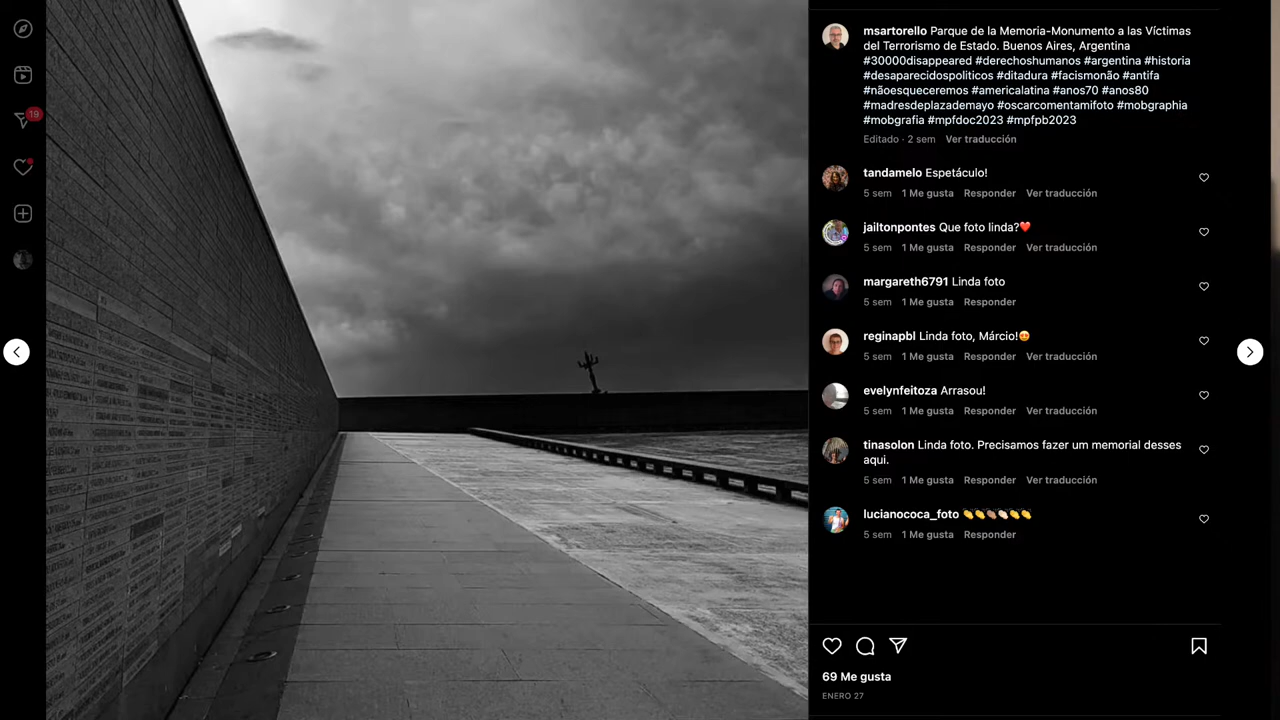 19
msartorello Parque de la Memoria-Monumento a las Víctimas
del Terrorismo de Estado. Buenos Aires, Argentina
#30000disappeared #derechoshumanos #argentina #historia
#desaparecidospoliticos #ditadura #facismonão #antifa
#nãoesqueceremos #americalatina #anos70 #anos80
#madresdeplazademayo #oscarcomentamifoto #mobgraphia
#mobgrafia #mpfdoc2023 #mpfpb2023
Editado · 2 sem Ver traducción
tandamelo Espetáculo!
5 sem 1 Me gusta Responder Ver traducción
jailtonpontes Que foto linda?❤️
5 sem 1 Me gusta Responder Ver traducción
margareth6791 Linda foto
5 sem 1 Me gusta Responder
reginapbl Linda foto, Márcio!😍
5 sem 1 Me gusta Responder Ver traducción
evelynfeitoza Arrasou!
5 sem 1 Me gusta Responder Ver traducción
tinasolon Linda foto. Precisamos fazer um memorial desses
aqui.
5 sem 1 Me gusta Responder Ver traducción
lucianococa_foto 👏👏🏽👏🏽👏🏻👏👏
5 sem 1 Me gusta Responder
69 Me gusta
ENERO 27